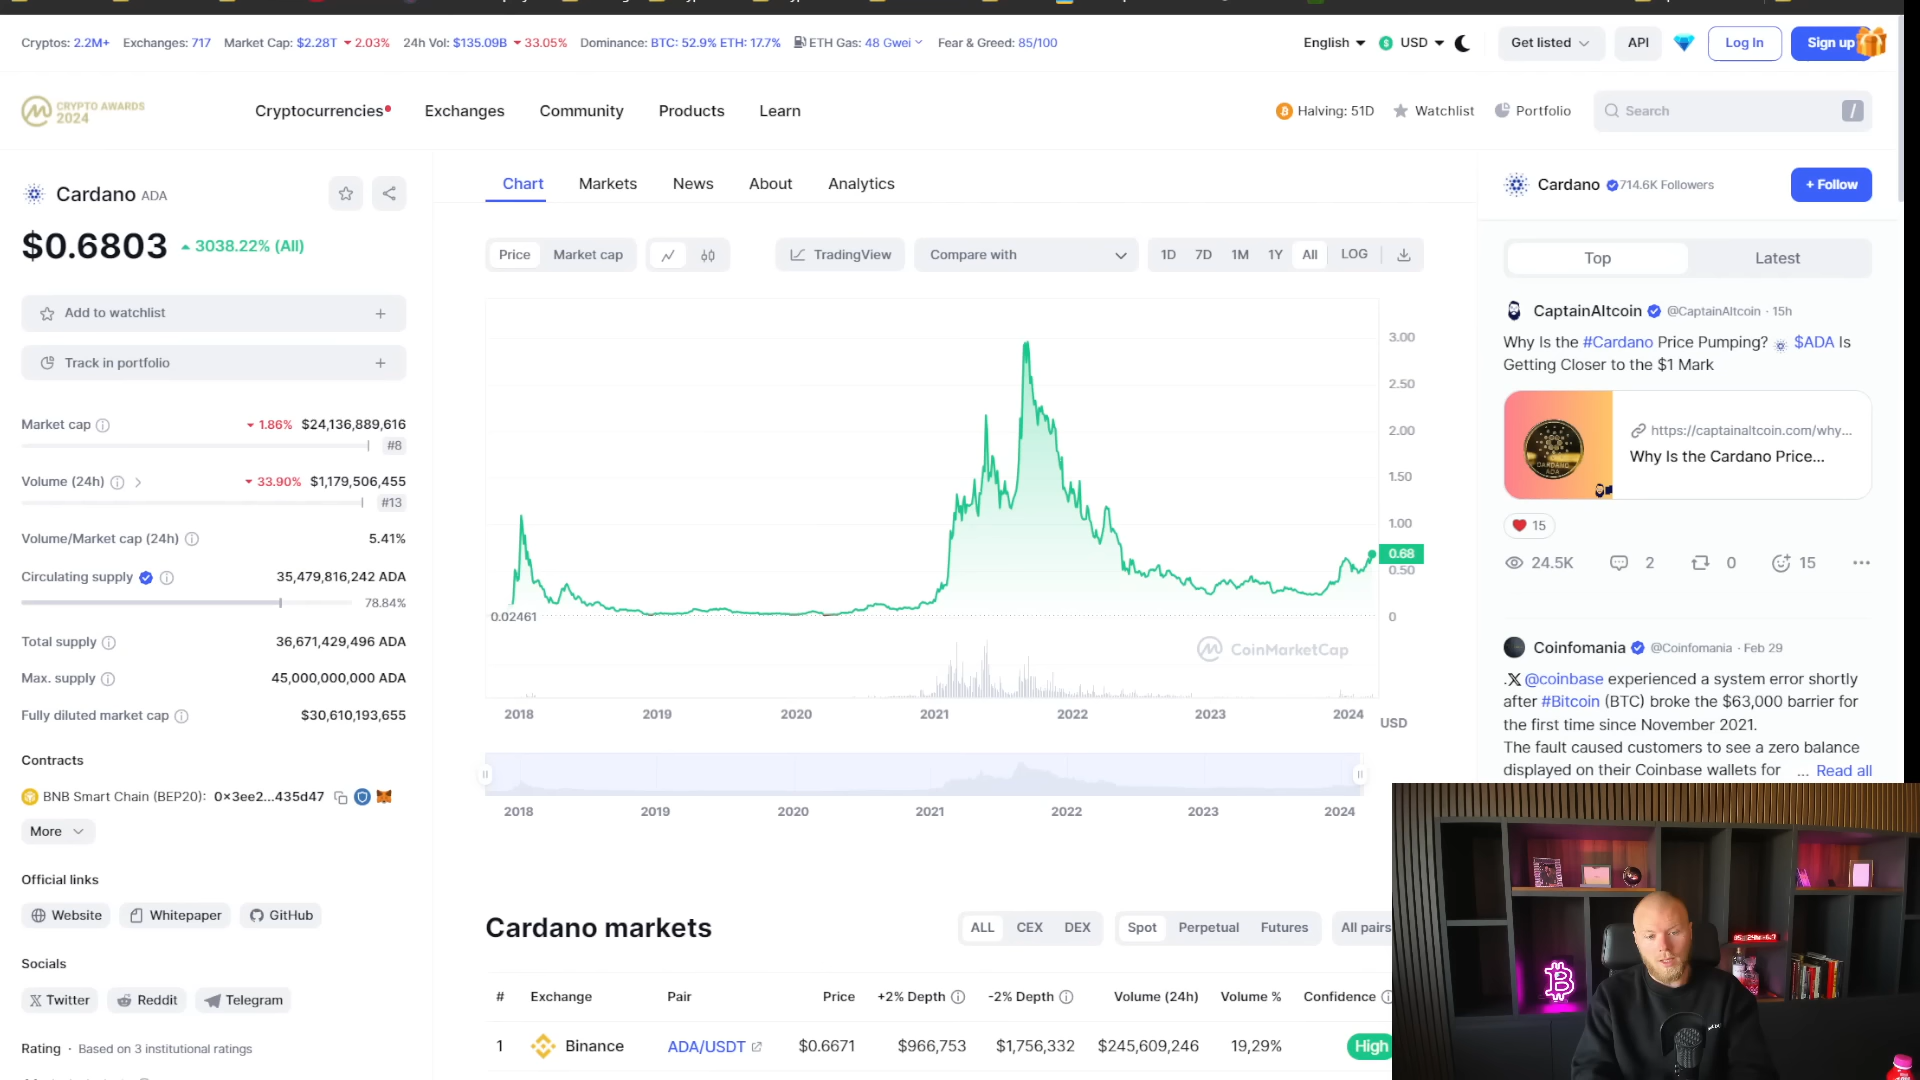 Cryptos: 2.2M+ Exchanges: 717 Market Cap: $2.28T 2.03% 24h Vol: $135.09B 33.05% Dominance: BTC: 52.9% ETH: 17.7% ETH Gas: 48 Gwei Fear & Greed: 85/100
English USD Get listed API Log In Sign up
CRYPTO AWARDS
2024
Cryptocurrencies Exchanges Community Products Learn
Halving: 51D Watchlist Portfolio Search /
Cardano ADA
$0.6803 3038.22% (All)
Add to watchlist +
Track in portfolio +
Market cap 1.86% $24,136,889,616
#8
Volume (24h) 33.90% $1,179,506,455
#13
Volume/Market cap (24h) 5.41%
Circulating supply 35,479,816,242 ADA
78.84%
Total supply 36,671,429,496 ADA
Max. supply 45,000,000,000 ADA
Fully diluted market cap $30,610,193,655
Contracts
BNB Smart Chain (BEP20): 0x3ee2...435d47
More
Official links
Website Whitepaper GitHub
Socials
Twitter Reddit Telegram
Rating · Based on 3 institutional ratings
Chart Markets News About Analytics
Price Market cap TradingView Compare with 1D 7D 1M 1Y All LOG
3.00
2.50
2.00
1.50
1.00
0.68
0.50
0.02461
0
CoinMarketCap
2018 2019 2020 2021 2022 2023 2024 USD
2018 2019 2020 2021 2022 2023 2024
Cardano markets ALL CEX DEX Spot Perpetual Futures All pairs
# Exchange Pair Price +2% Depth -2% Depth Volume (24h) Volume % Confidence
1 Binance ADA/USDT $0.6671 $966,753 $1,756,332 $245,609,246 19,29% High
Cardano 714.6K Followers + Follow
Top Latest
CaptainAltcoin @CaptainAltcoin · 15h
Why Is the #Cardano Price Pumping? $ADA Is
Getting Closer to the $1 Mark
CARDANO
ADA
https://captainaltcoin.com/why...
Why Is the Cardano Price...
15
24.5K 2 0 15 ...
Coinfomania @Coinfomania · Feb 29
.X @coinbase experienced a system error shortly
after #Bitcoin (BTC) broke the $63,000 barrier for
the first time since November 2021.
The fault caused customers to see a zero balance
displayed on their Coinbase wallets for ... Read all